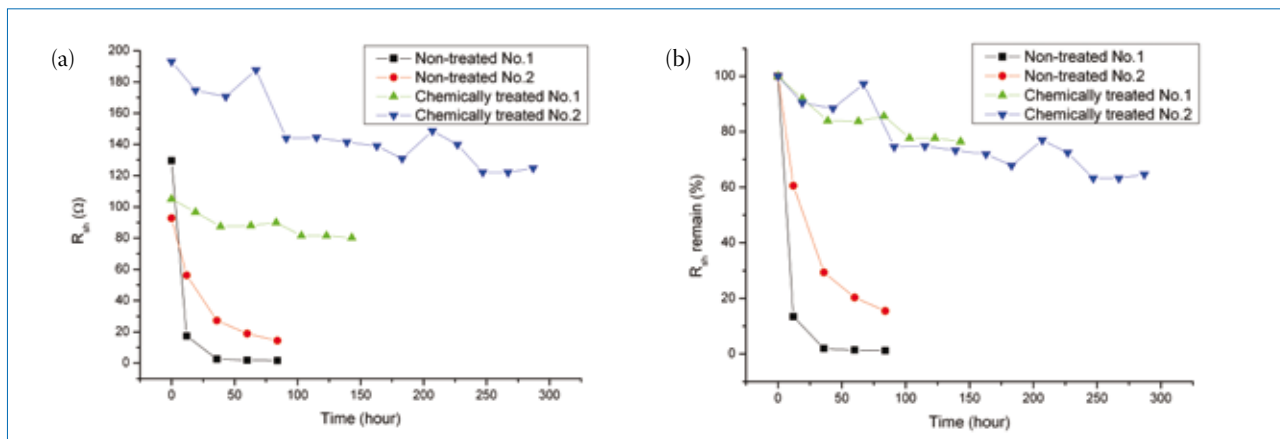 (a)
Non-treated No.1
Non-treated No.2
Chemically treated No.1
Chemically treated No.2
200
180
160
140
120
100
80
60
40
20
0
Rsh (Ω)
0 50 100 150 200 250 300
Time (hour)
(b)
Non-treated No.1
Non-treated No.2
Chemically treated No.1
Chemically treated No.2
100
80
60
40
20
0
Rsh remain (%)
0 50 100 150 200 250 300
Time (hour)